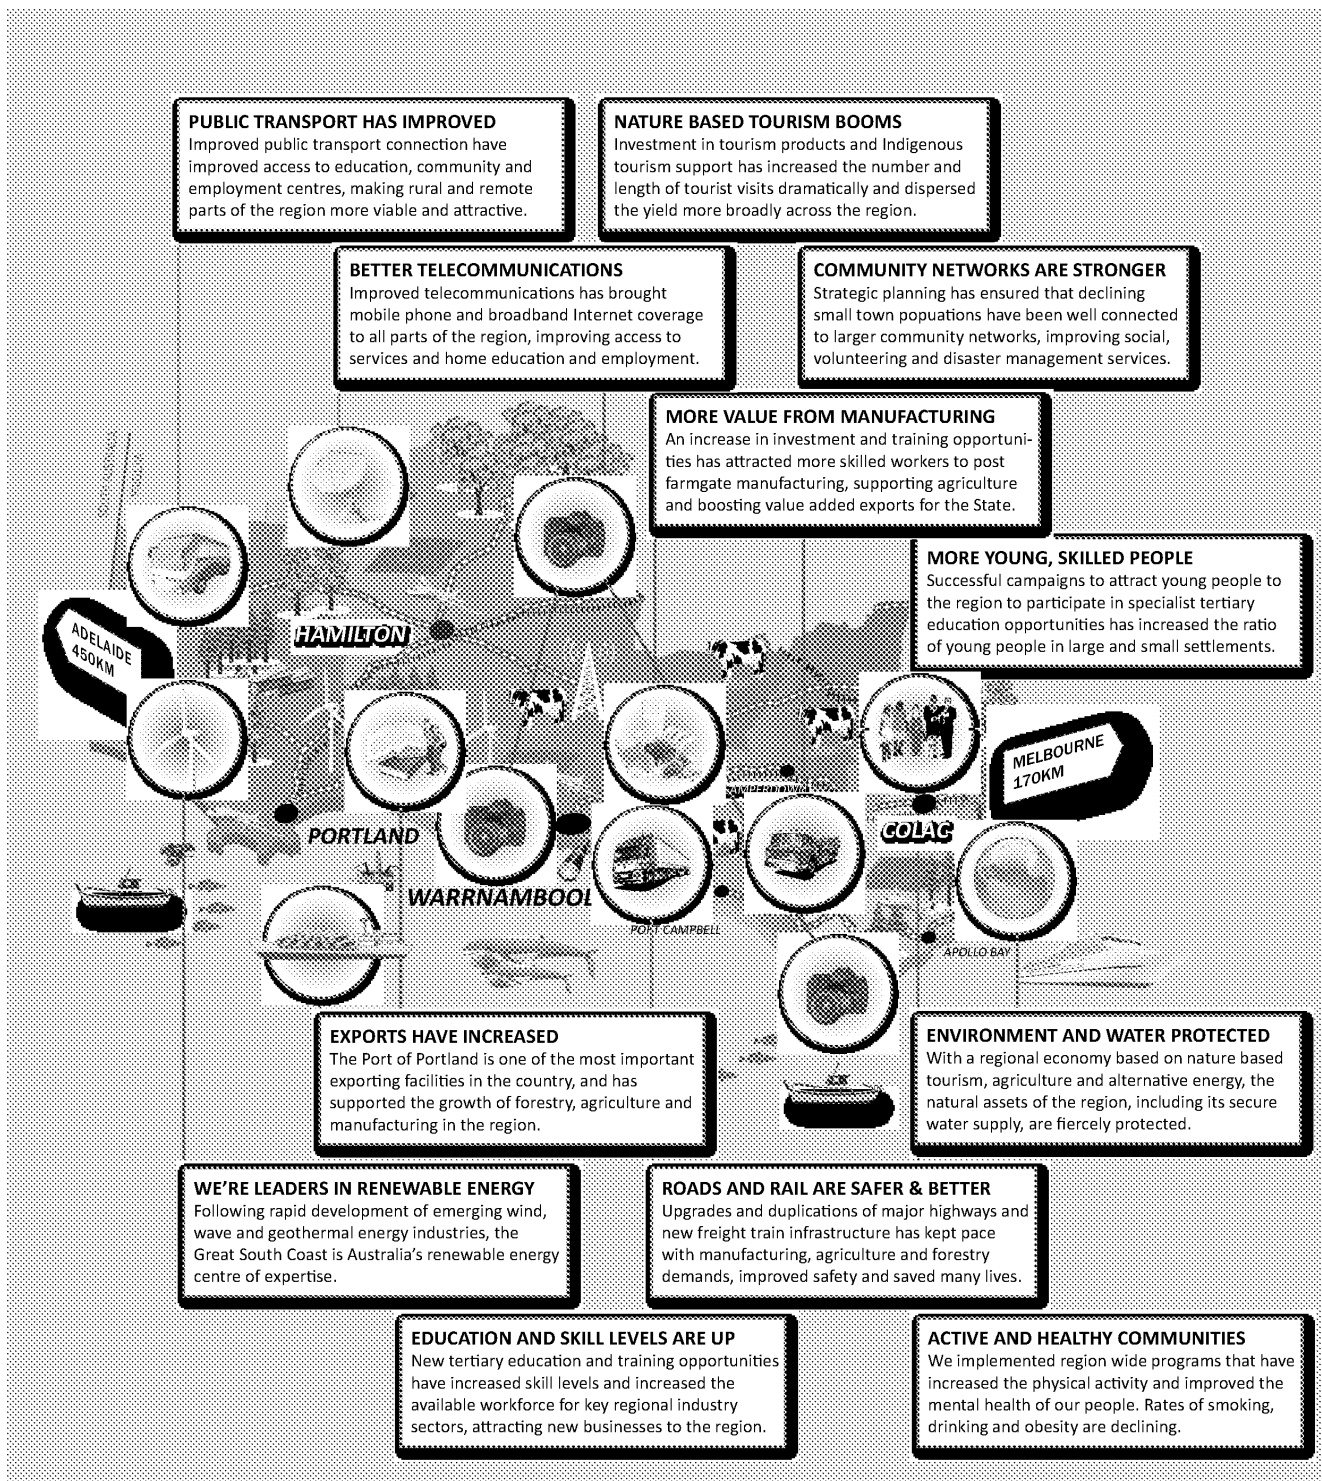 PUBLIC TRANSPORT HAS IMPROVED
Improved public transport connection have
improved access to education, community and
employment centres, making rural and remote
parts of the region more viable and attractive.
NATURE BASED TOURISM BOOMS
Investment in tourism products and Indigenous
tourism support has increased the number and
length of tourist visits dramatically and dispersed
the yield more broadly across the region.
BETTER TELECOMMUNICATIONS
Improved telecommunications has brought
mobile phone and broadband Internet coverage
to all parts of the region, improving access to
services and home education and employment.
COMMUNITY NETWORKS ARE STRONGER
Strategic planning has ensured that declining
small town popuations have been well connected
to larger community networks, improving social,
volunteering and disaster management services.
MORE VALUE FROM MANUFACTURING
An increase in investment and training opportuni-
ties has attracted more skilled workers to post
farmgate manufacturing, supporting agriculture
and boosting value added exports for the State.
MORE YOUNG, SKILLED PEOPLE
Successful campaigns to attract young people to
the region to participate in specialist tertiary
education opportunities has increased the ratio
of young people in large and small settlements.
ADELAIDE
450KM
HAMILTON
MELBOURNE
170KM
PORTLAND
COLAC
WARRNAMBOOL
PORT CAMPBELL
APOLLO BAY
EXPORTS HAVE INCREASED
The Port of Portland is one of the most important
exporting facilities in the country, and has
supported the growth of forestry, agriculture and
manufacturing in the region.
ENVIRONMENT AND WATER PROTECTED
With a regional economy based on nature based
tourism, agriculture and alternative energy, the
natural assets of the region, including its secure
water supply, are fiercely protected.
WE'RE LEADERS IN RENEWABLE ENERGY
Following rapid development of emerging wind,
wave and geothermal energy industries, the
Great South Coast is Australia's renewable energy
centre of expertise.
ROADS AND RAIL ARE SAFER & BETTER
Upgrades and duplications of major highways and
new freight train infrastructure has kept pace
with manufacturing, agriculture and forestry
demands, improved safety and saved many lives.
EDUCATION AND SKILL LEVELS ARE UP
New tertiary education and training opportunities
have increased skill levels and increased the
available workforce for key regional industry
sectors, attracting new businesses to the region.
ACTIVE AND HEALTHY COMMUNITIES
We implemented region wide programs that have
increased the physical activity and improved the
mental health of our people. Rates of smoking,
drinking and obesity are declining.